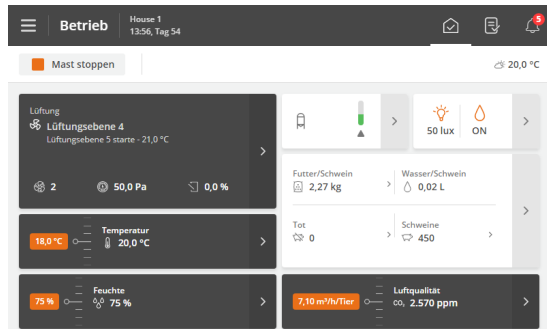 Betrieb
House 1
13:56, Tag 54
5
Mast stoppen
20,0 °C
Lüftung
Lüftungsebene 4
Lüftungsebene 5 starte - 21,0 °C
2
50,0 Pa
0,0 %
50 lux
ON
Futter/Schwein
2,27 kg
Wasser/Schwein
0,02 L
Tot
0
Schweine
450
18,0 °C
Temperatur
20,0 °C
75 %
Feuchte
75 %
7,10 m³/h/Tier
Luftqualität
CO₂ 2.570 ppm